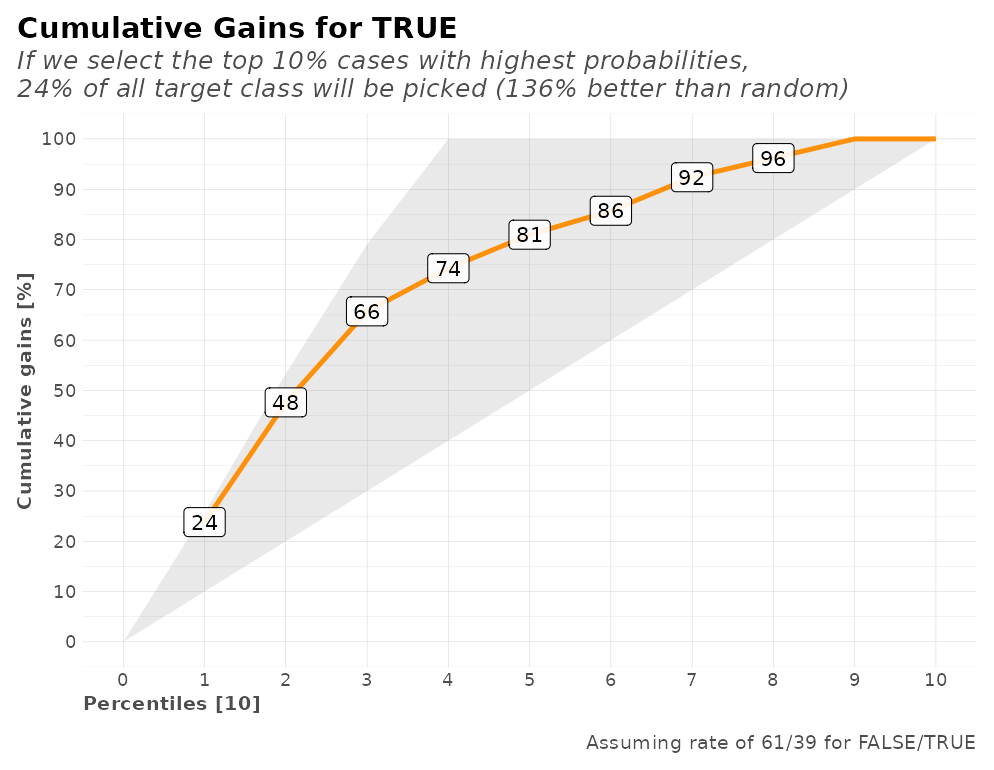 Cumulative Gains for TRUE
If we select the top 10% cases with highest probabilities,
24% of all target class will be picked (136% better than random)
Cumulative gains [%]
100
90
80
70
60
50
40
30
20
10
0
24
48
66
74
81
86
92
96
0 1 2 3 4 5 6 7 8 9 10
Percentiles [10]
Assuming rate of 61/39 for FALSE/TRUE